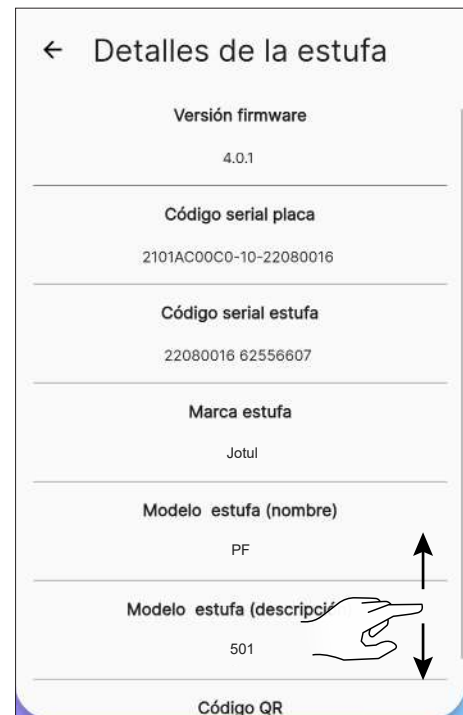 ← Detalles de la estufa
Versión firmware
4.0.1
Código serial placa
2101AC00C0-10-22080016
Código serial estufa
22080016 62556607
Marca estufa
Jotul
Modelo estufa (nombre)
PF
Modelo estufa (descripció
501
Código QR